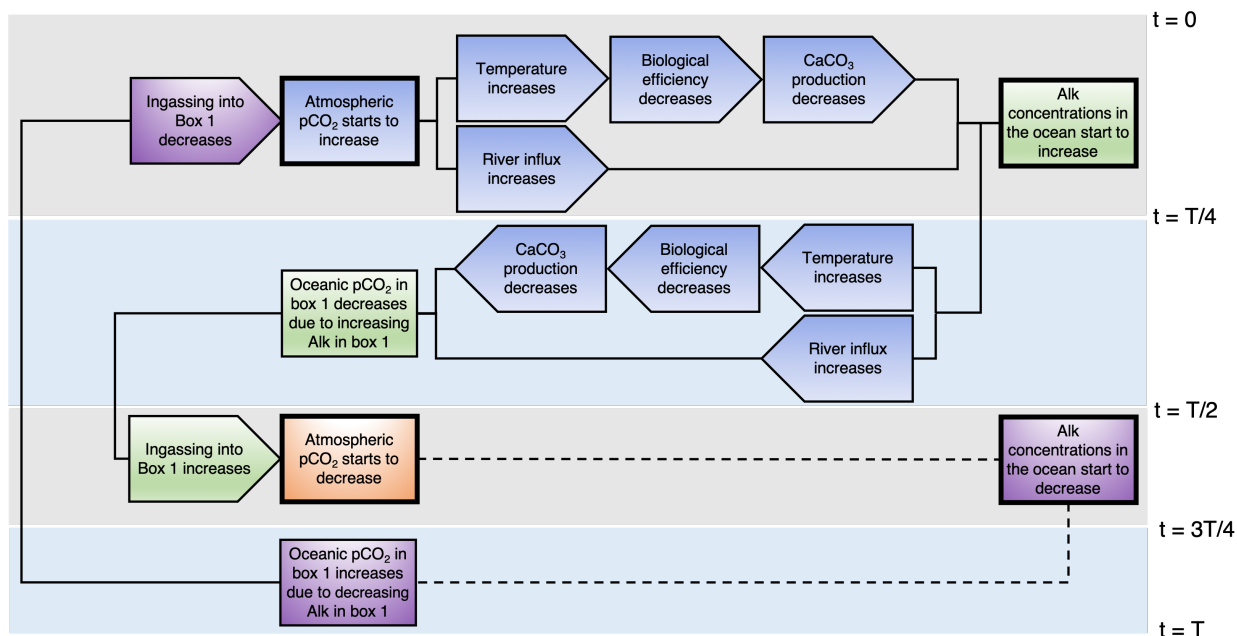 t = 0
Temperature
increases
Biological
efficiency
decreases
CaCO₃
production
decreases
Ingassing into
Box 1
decreases
Atmospheric
pCO₂ starts to
increase
Alk
concentrations in
the ocean start to
increase
River influx
increases
t = T/4
CaCO₃
production
decreases
Biological
efficiency
decreases
Temperature
increases
Oceanic pCO₂ in
box 1 decreases
due to increasing
Alk in box 1
River influx
increases
t = T/2
Ingassing into
Box 1 increases
Atmospheric
pCO₂ starts to
decrease
Alk
concentrations in
the ocean start to
decrease
t = 3T/4
Oceanic pCO₂ in
box 1 increases
due to decreasing
Alk in box 1
t = T